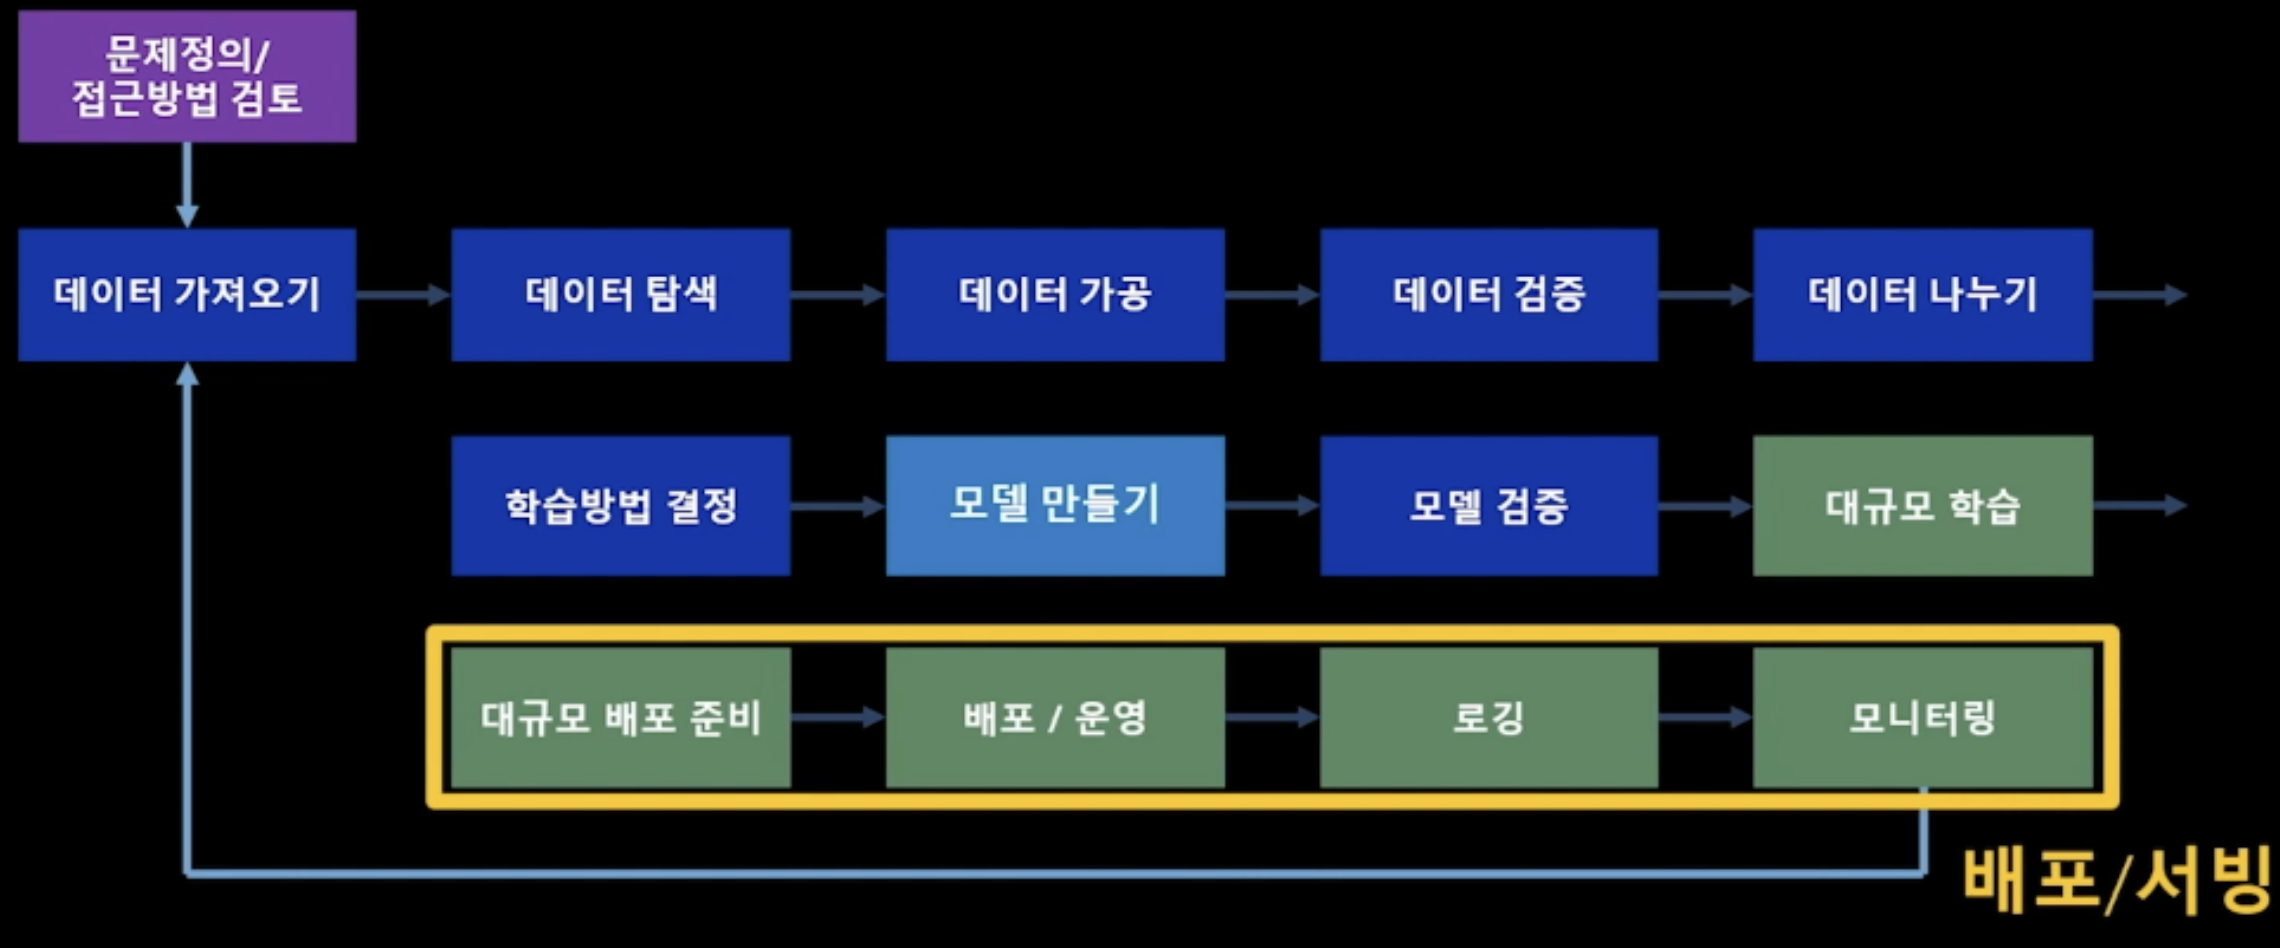 문제정의/
접근방법 검토
데이터 가져오기
데이터 탐색
데이터 가공
데이터 검증
데이터 나누기
학습방법 결정
모델 만들기
모델 검증
대규모 학습
대규모 배포 준비
배포 / 운영
로깅
모니터링
배포/서빙